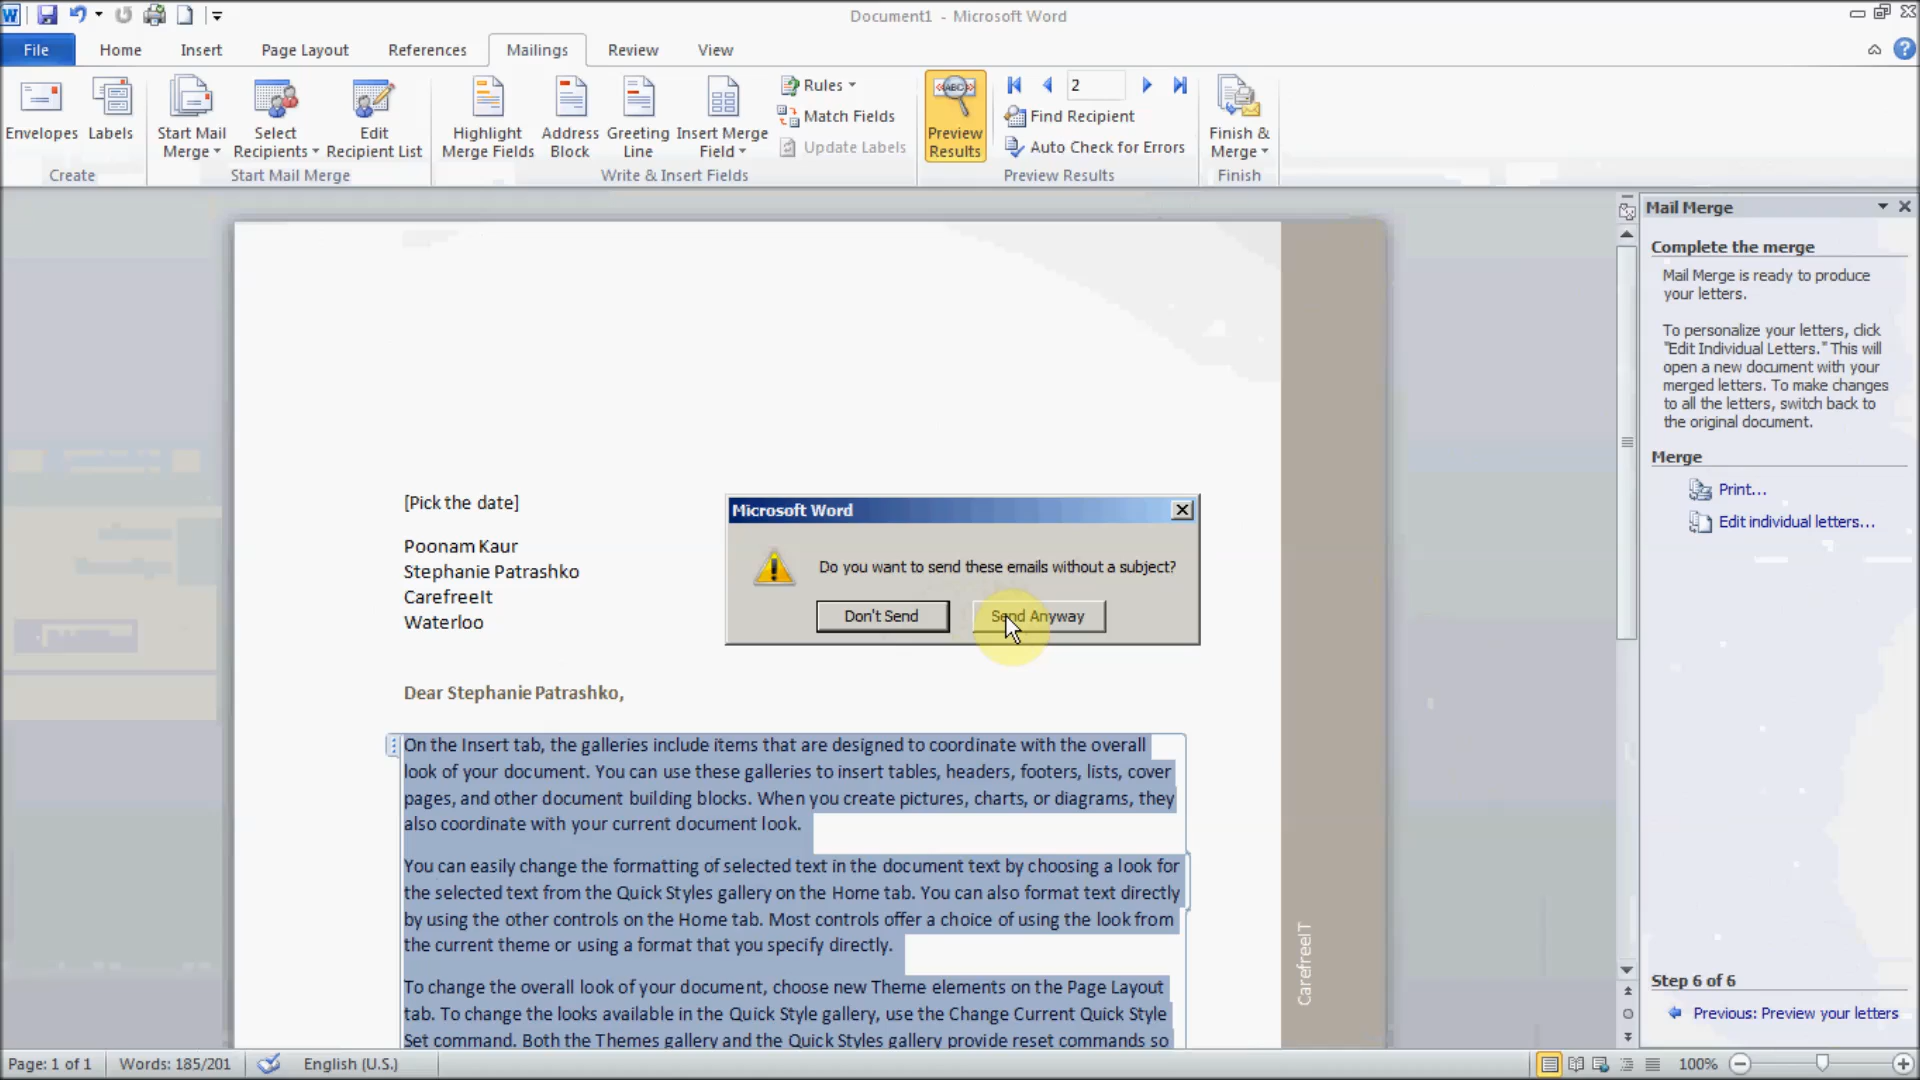 Document1 - Microsoft Word
File Home Insert Page Layout References Mailings Review View
Envelopes
Labels
Create
Start Mail
Merge
Select
Recipients
Edit
Recipient List
Start Mail Merge
Highlight
Merge Fields
Address
Block
Greeting
Line
Insert Merge
Field
Rules
Match Fields
Update Labels
Write & Insert Fields
ABC
Preview
Results
2
Find Recipient
Auto Check for Errors
Preview Results
Finish &
Merge
Finish
Mail Merge
Complete the merge
Mail Merge is ready to produce
your letters.
To personalize your letters, click
"Edit Individual Letters." This will
open a new document with your
merged letters. To make changes
to all the letters, switch back to
the original document.
Merge
Print...
Edit individual letters...
Step 6 of 6
Previous: Preview your letters
[Pick the date]
Poonam Kaur
Stephanie Patrashko
CarefreeIt
Waterloo
Microsoft Word
Do you want to send these emails without a subject?
Don't Send
Send Anyway
Dear Stephanie Patrashko,
On the Insert tab, the galleries include items that are designed to coordinate with the overall
look of your document. You can use these galleries to insert tables, headers, footers, lists, cover
pages, and other document building blocks. When you create pictures, charts, or diagrams, they
also coordinate with your current document look.
You can easily change the formatting of selected text in the document text by choosing a look for
the selected text from the Quick Styles gallery on the Home tab. You can also format text directly
by using the other controls on the Home tab. Most controls offer a choice of using the look from
the current theme or using a format that you specify directly.
To change the overall look of your document, choose new Theme elements on the Page Layout
tab. To change the looks available in the Quick Style gallery, use the Change Current Quick Style
Set command. Both the Themes gallery and the Quick Styles gallery provide reset commands so
CarefreeIT
Page: 1 of 1
Words: 185/201
English (U.S.)
100%